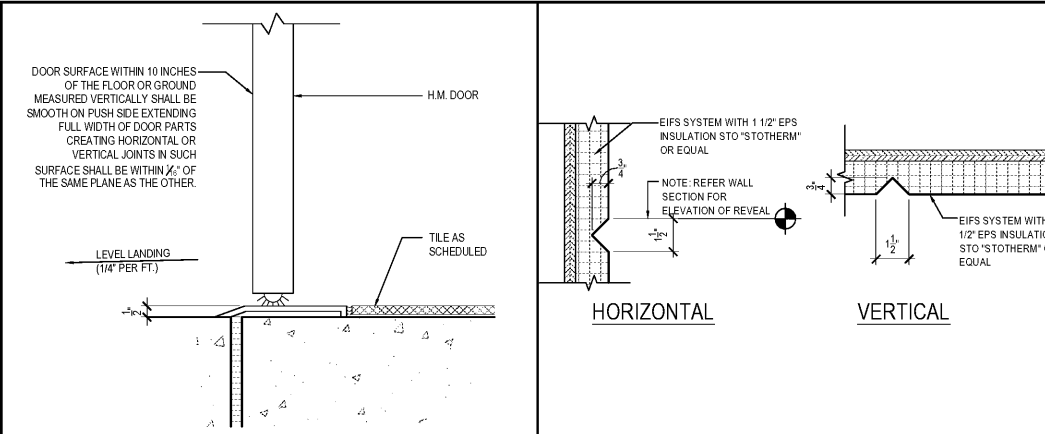 DOOR SURFACE WITHIN 10 INCHES
OF THE FLOOR OR GROUND
MEASURED VERTICALLY SHALL BE
SMOOTH ON PUSH SIDE EXTENDING
FULL WIDTH OF DOOR PARTS
CREATING HORIZONTAL OR
VERTICAL JOINTS IN SUCH
SURFACE SHALL BE WITHIN 1/16" OF
THE SAME PLANE AS THE OTHER.
H.M. DOOR
LEVEL LANDING
(1/4" PER FT.)
TILE AS
SCHEDULED
1/2"
EIFS SYSTEM WITH 1 1/2" EPS
INSULATION STO "STOTHERM"
OR EQUAL
3/4"
NOTE: REFER WALL
SECTION FOR
ELEVATION OF REVEAL
1 1/2"
HORIZONTAL
3/4"
1 1/2"
EIFS SYSTEM WITH
1/2" EPS INSULATIO
STO "STOTHERM"
EQUAL
VERTICAL